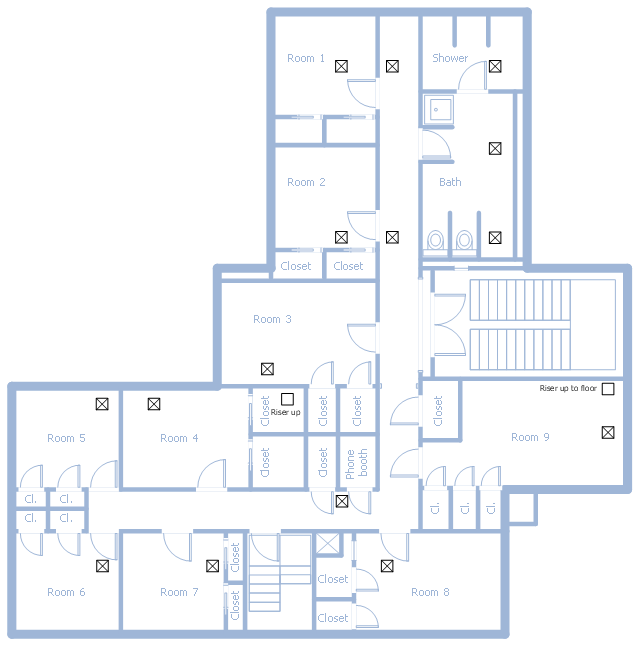 Room 1
Shower
Room 2
Bath
Closet
Closet
Room 3
Riser up to floor
Closet
Riser up
Closet
Closet
Closet
Room 5
Room 4
Room 9
Closet
Closet
Phone
booth
Cl.
Cl.
Cl.
Cl.
Cl.
Cl.
Cl.
Closet
Closet
Room 6
Room 7
Room 8
Closet
Closet